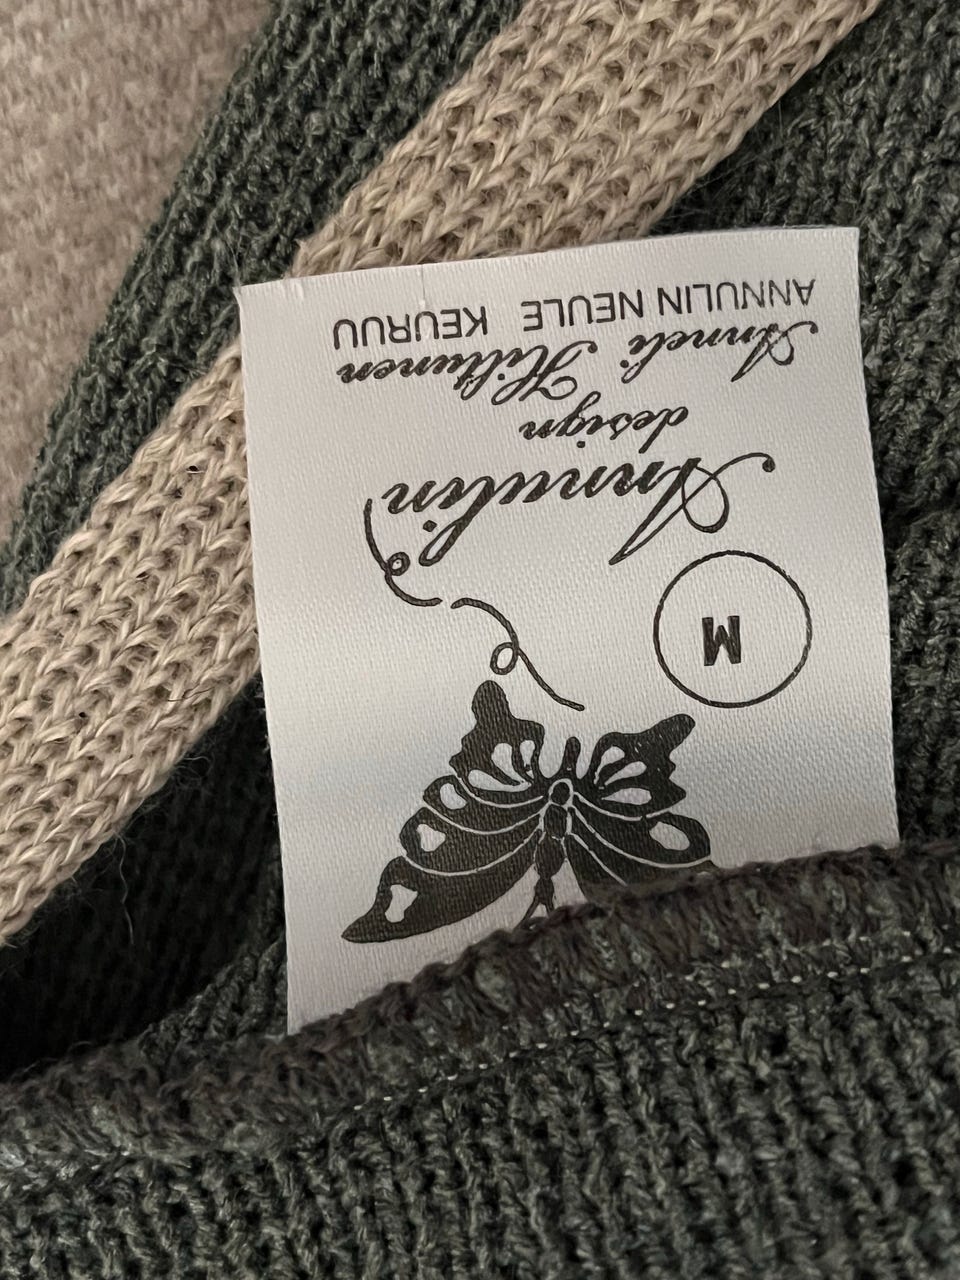 M
Annulin
design
Anneli Hiltunen
ANNULIN NEULE KEURUU